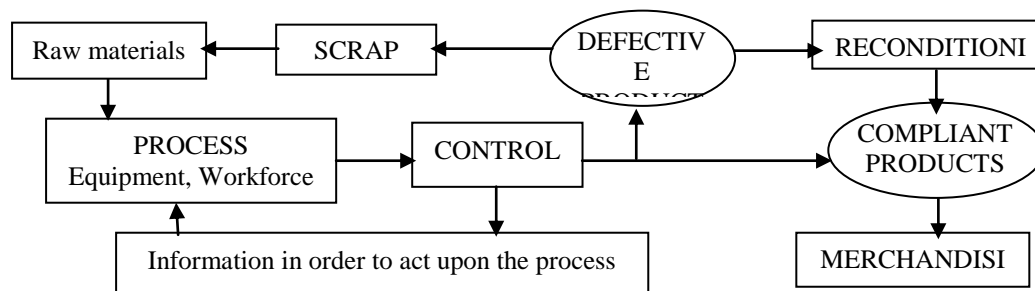 Raw materials
SCRAP
DEFECTIV
E
PRODUCT
RECONDITIONI
PROCESS
Equipment, Workforce
CONTROL
COMPLIANT
PRODUCTS
Information in order to act upon the process
MERCHANDISI